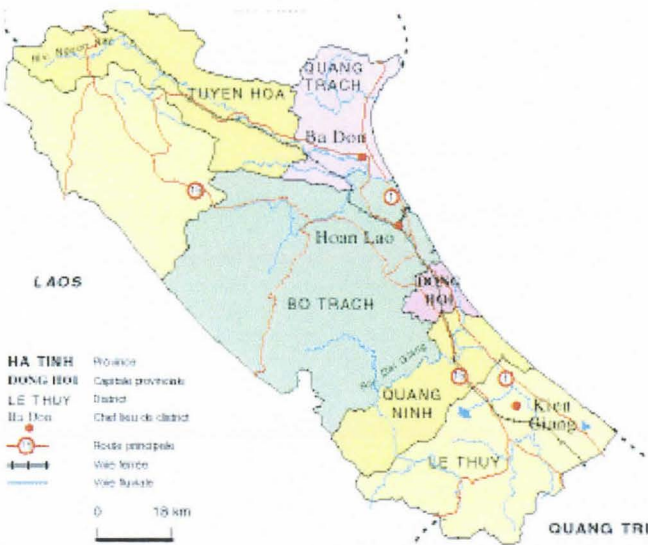 QUANG
TRACH
TUYEN HOA
Ba Don
Hoan Lao
LAOS
DONG
HOI
BO TRACH
HA TINH Province
DONG HOI Capitale provinciale
LE THUY District
Ba Don Chef lieu de district
Route principale
Voie ferrée
Voie fluviale
0 18 km
QUANG
NINH
Kien
Giang
LE THUY
QUANG TRI